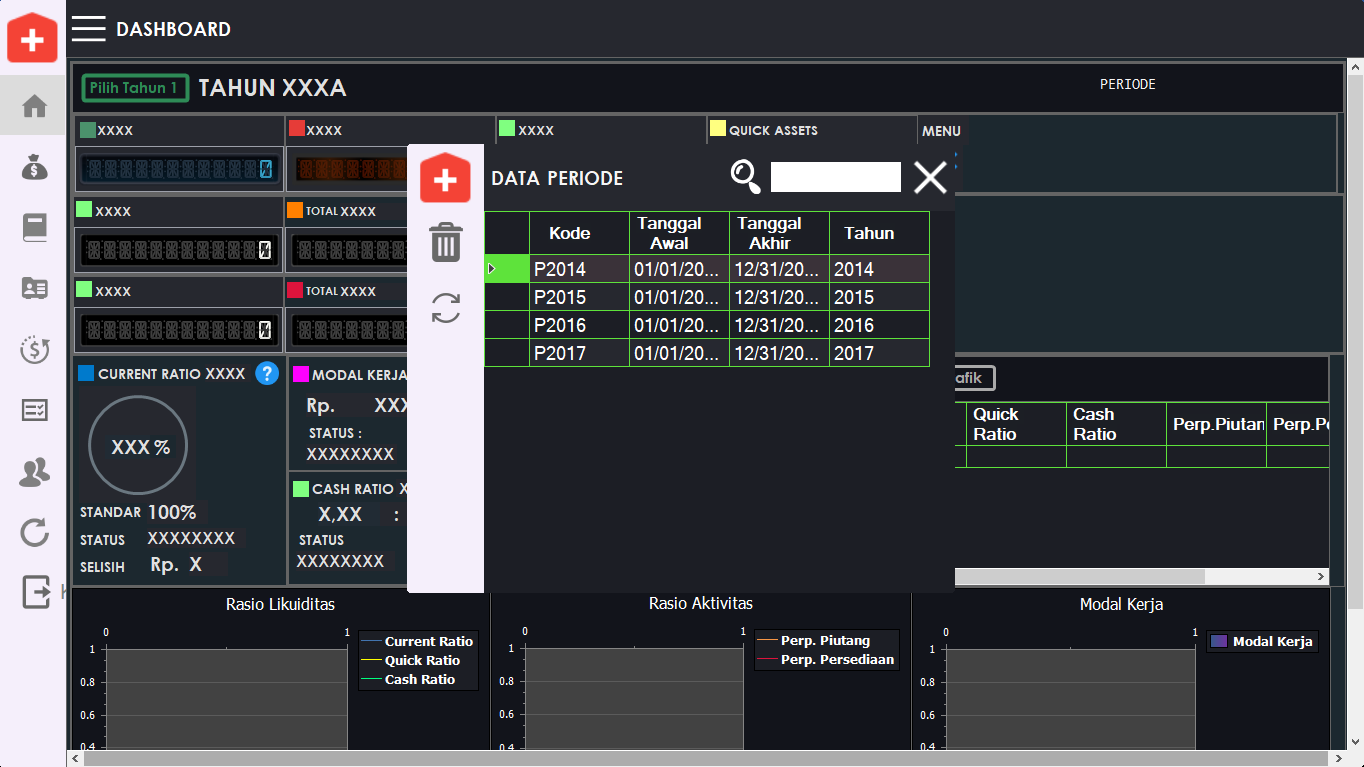 DASHBOARD
Pilih Tahun 1
TAHUN XXXA
PERIODE
XXXX
XXXX
XXXX
QUICK ASSETS
MENU
0
XXXX
TOTAL XXXX
0
XXXX
TOTAL XXXX
0
DATA PERIODE
Kode
Tanggal Awal
Tanggal Akhir
Tahun
P2014 01/01/20... 12/31/20... 2014
P2015 01/01/20... 12/31/20... 2015
P2016 01/01/20... 12/31/20... 2016
P2017 01/01/20... 12/31/20... 2017
CURRENT RATIO XXXX
?
XXX %
STANDAR 100%
STATUS XXXXXXXX
SELISIH Rp. X
MODAL KERJA
Rp. XXX
STATUS :
XXXXXXXX
CASH RATIO X
X,XX :
STATUS
XXXXXXXX
afik
Quick Ratio
Cash Ratio
Perp.Piutan
Perp.Pe
Rasio Likuiditas
0 1
1
0.8
0.6
0.4
Current Ratio
Quick Ratio
Cash Ratio
Rasio Aktivitas
0 1
1
0.8
0.6
0.4
Perp. Piutang
Perp. Persediaan
Modal Kerja
0 1
1
0.8
0.6
0.4
Modal Kerja